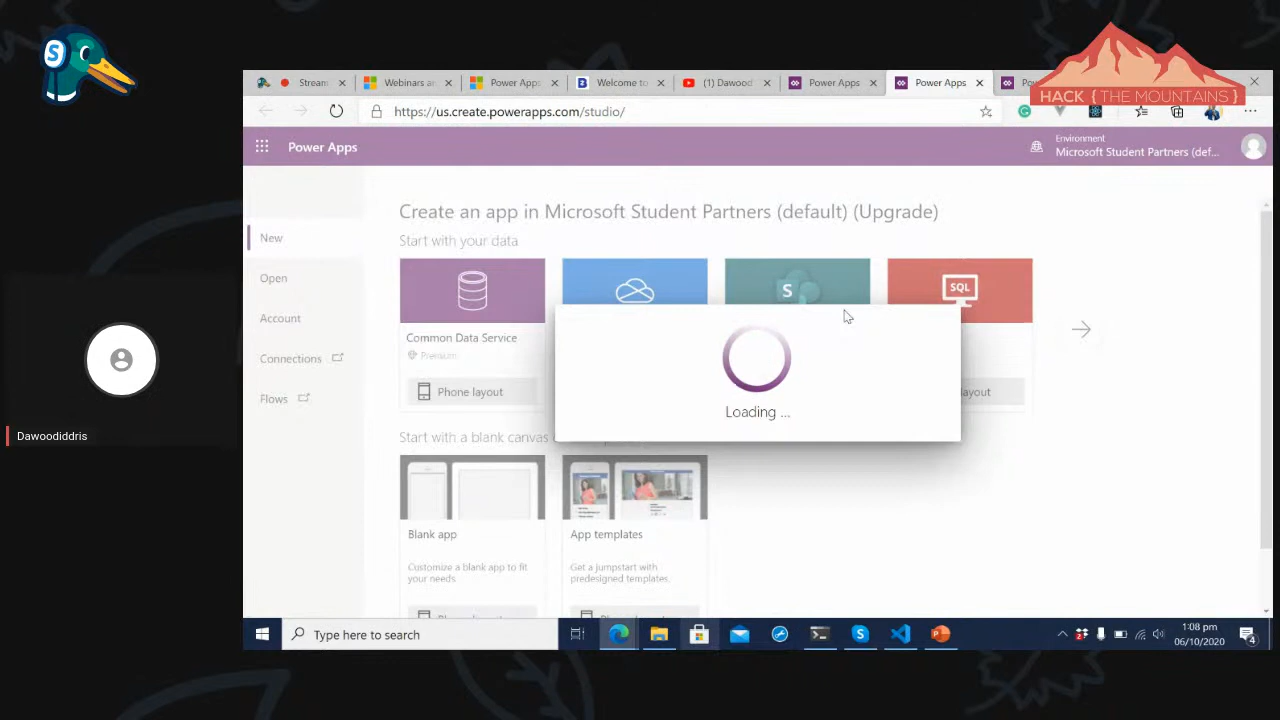 S
HACK {THE MOUNTAINS}
Stream
Webinars an
Power Apps
Welcome to
(1) Dawood
Power Apps
Power Apps
https://us.create.powerapps.com/studio/
Power Apps
Environment
Microsoft Student Partners (def...
Create an app in Microsoft Student Partners (default) (Upgrade)
Start with your data
New
Open
Account
Connections
Flows
S
SQL
Common Data Service
Premium
Phone layout
layout
Loading ...
Start with a blank canvas
Blank app
Customize a blank app to fit
your needs
App templates
Get a jumpstart with
predesigned templates.
Dawoodiddris
Type here to search
1:08 pm
06/10/2020
4